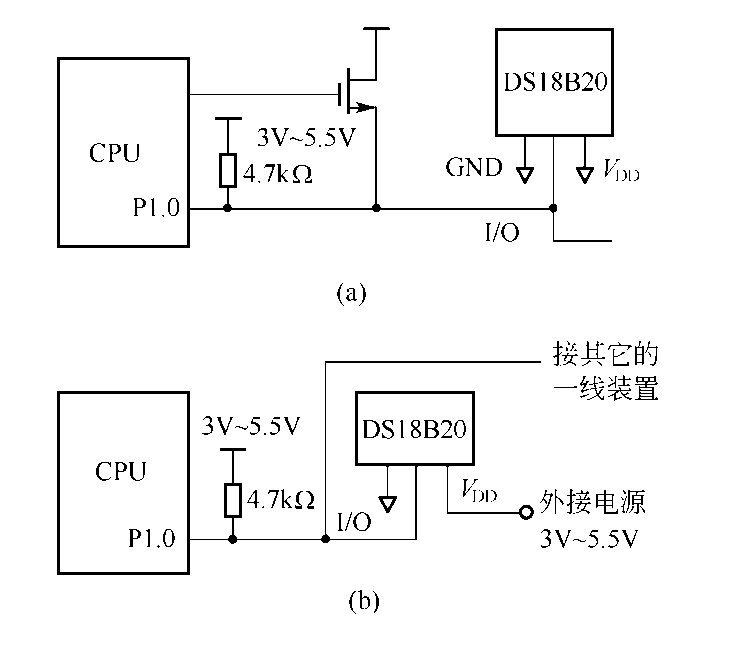 DS18B20
CPU
3V~5.5V
4.7kΩ
GND
VDD
P1.0
I/O
(a)
接其它的
一线装置
3V~5.5V
DS18B20
CPU
4.7kΩ
VDD
外接电源
I/O
P1.0
3V~5.5V
(b)